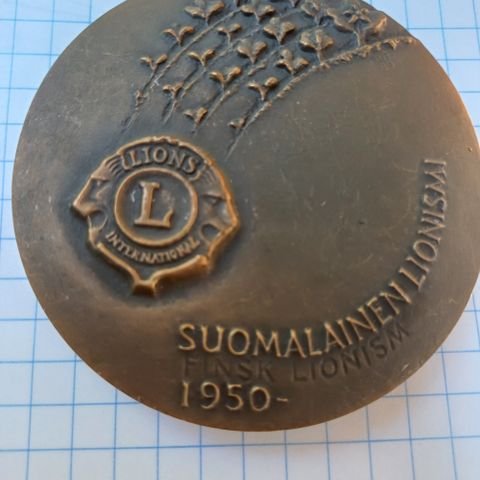 LIONS
L
INTERNATIONAL
SUOMALAINEN LIONISMI
FINSK LIONISM
1950-